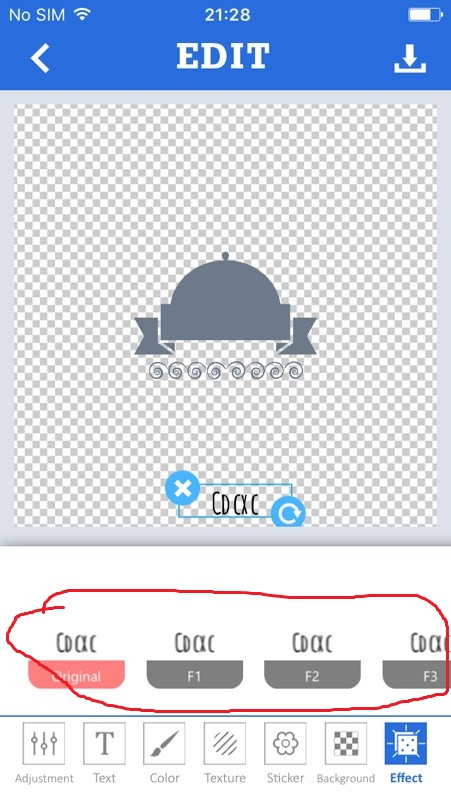 No SIM 21:28
EDIT
Cdcxc
Cdcxc Cdcxc Cdcxc Cdcx
Original F1 F2 F3
Adjustment Text Color Texture Sticker Background Effect
T